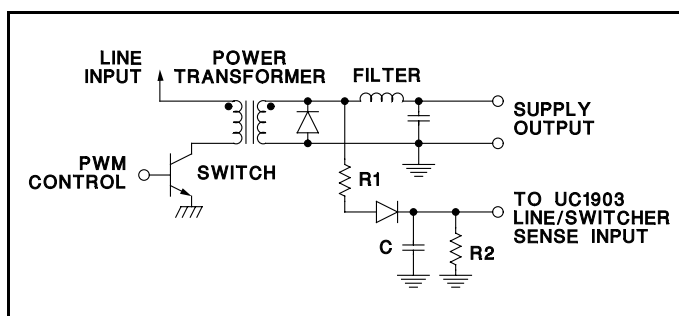 LINE
INPUT
POWER
TRANSFORMER
FILTER
SUPPLY
OUTPUT
PWM
CONTROL
SWITCH
R1
TO UC1903
LINE/SWITCHER
SENSE INPUT
C
R2